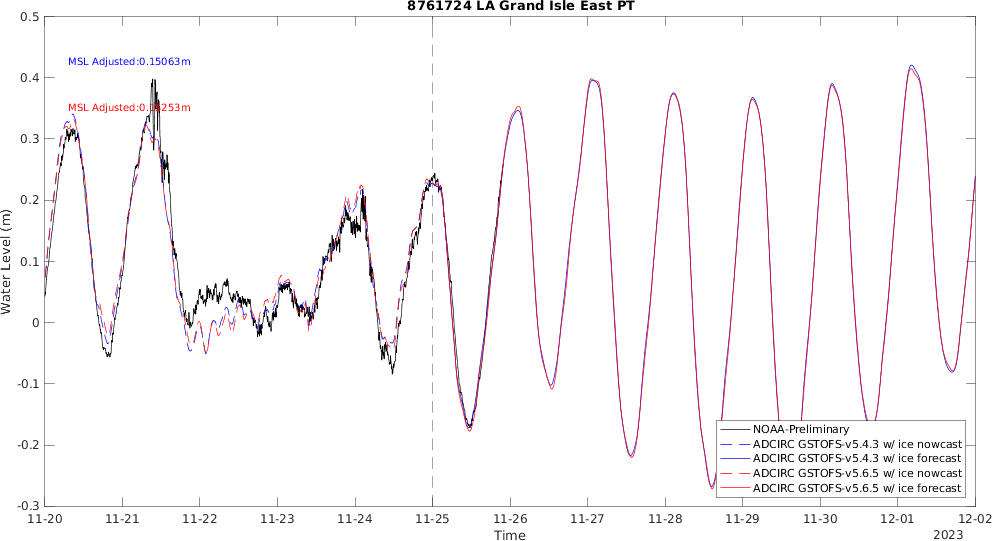 8761724 LA Grand Isle East PT
0.5
0.4
0.3
0.2
0.1
0
-0.1
-0.2
-0.3
Water Level (m)
MSL Adjusted:0.15063m
MSL
NOAA-Preliminary
ADCIRC GSTOFS-v5.4.3 w/ ice nowcast
ADCIRC GSTOFS-v5.4.3 w/ ice forecast
ADCIRC GSTOFS-v5.6.5 w/ ice nowcast
ADCIRC GSTOFS-v5.6.5 w/ ice forecast
11-20 11-21 11-22 11-23 11-24 11-25 11-26 11-27 11-28 11-29 11-30 12-01 12-02
Time
2023